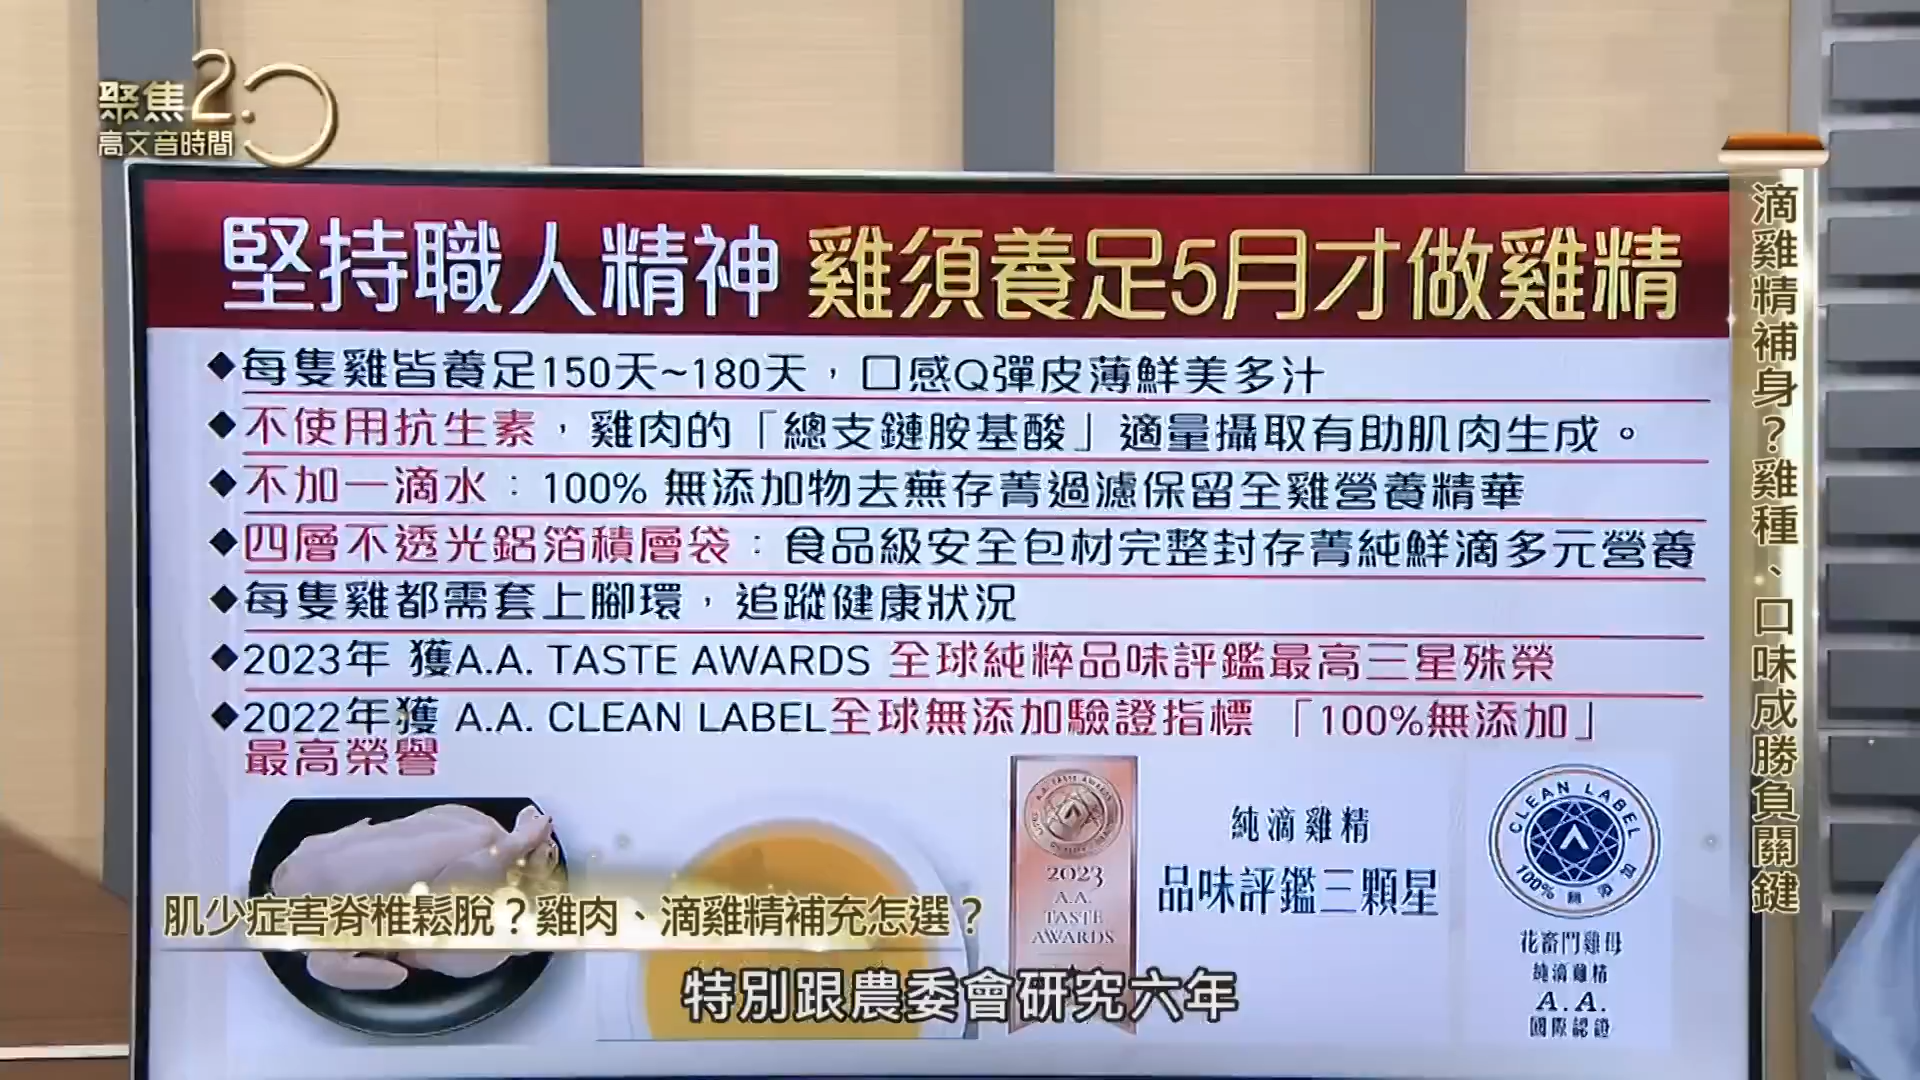 聚焦2.0
高文音時間
堅持職人精神 雞須養足5月才做雞精
◆每隻雞皆養足150天~180天，口感Q彈皮薄鮮美多汁
◆不使用抗生素，雞肉的「總支鏈胺基酸」適量攝取有助肌肉生成。
◆不加一滴水：100% 無添加物去蕪存菁過濾保留全雞營養精華
◆四層不透光鋁箔積層袋：食品級安全包材完整封存菁純鮮滴多元營養
◆每隻雞都需套上腳環，追蹤健康狀況
◆2023年 獲A.A. TASTE AWARDS 全球純粹品味評鑑最高三星殊榮
◆2022年獲 A.A. CLEAN LABEL全球無添加驗證指標 「100%無添加」
最高榮譽
A.A. TASTE AWARDS
2023
A.A.
TASTE
AWARDS
純滴雞精
品味評鑑三顆星
CLEAN LABEL
100%無添加
花畜鬥雞母
純滴雞精
A.A.
國際認證
滴雞精補身？雞種、口味成勝負關鍵
肌少症害脊椎鬆脫？雞肉、滴雞精補充怎選？
特別跟農委會研究六年